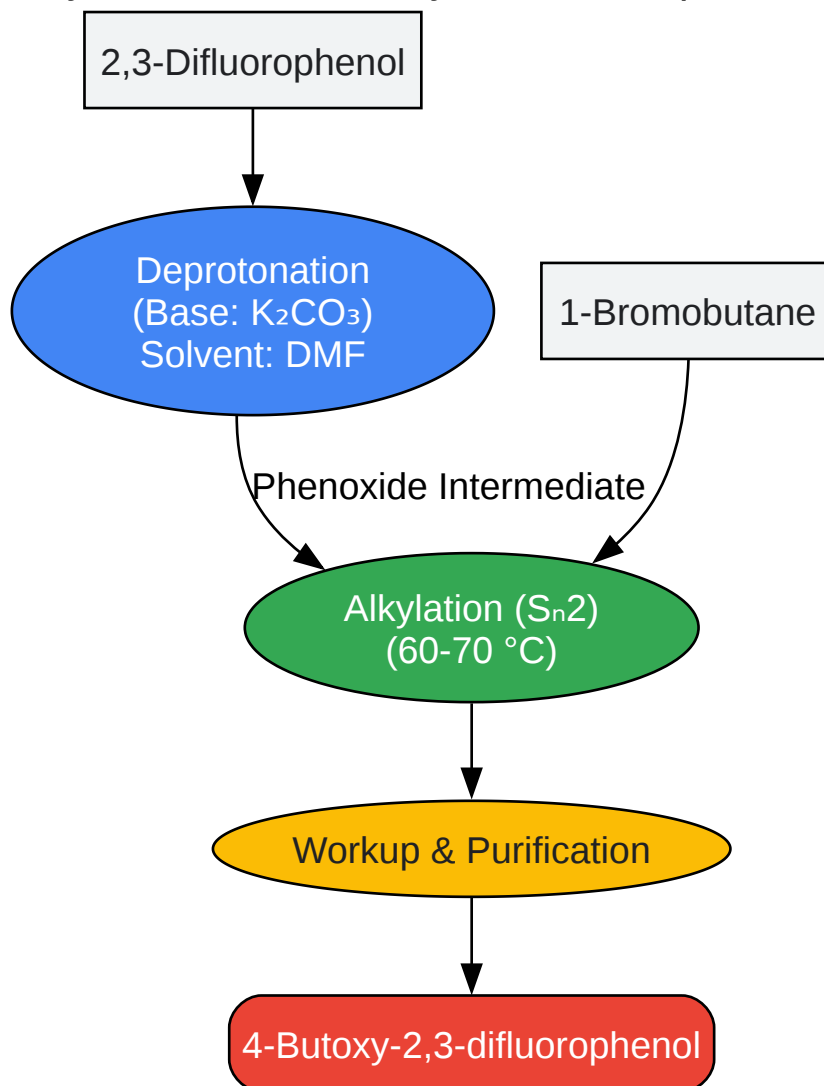 2,3-Difluorophenol
Deprotonation
(Base: K₂CO₃)
Solvent: DMF
1-Bromobutane
Phenoxide Intermediate
Alkylation (Sₙ2)
(60-70 °C)
Workup & Purification
4-Butoxy-2,3-difluorophenol